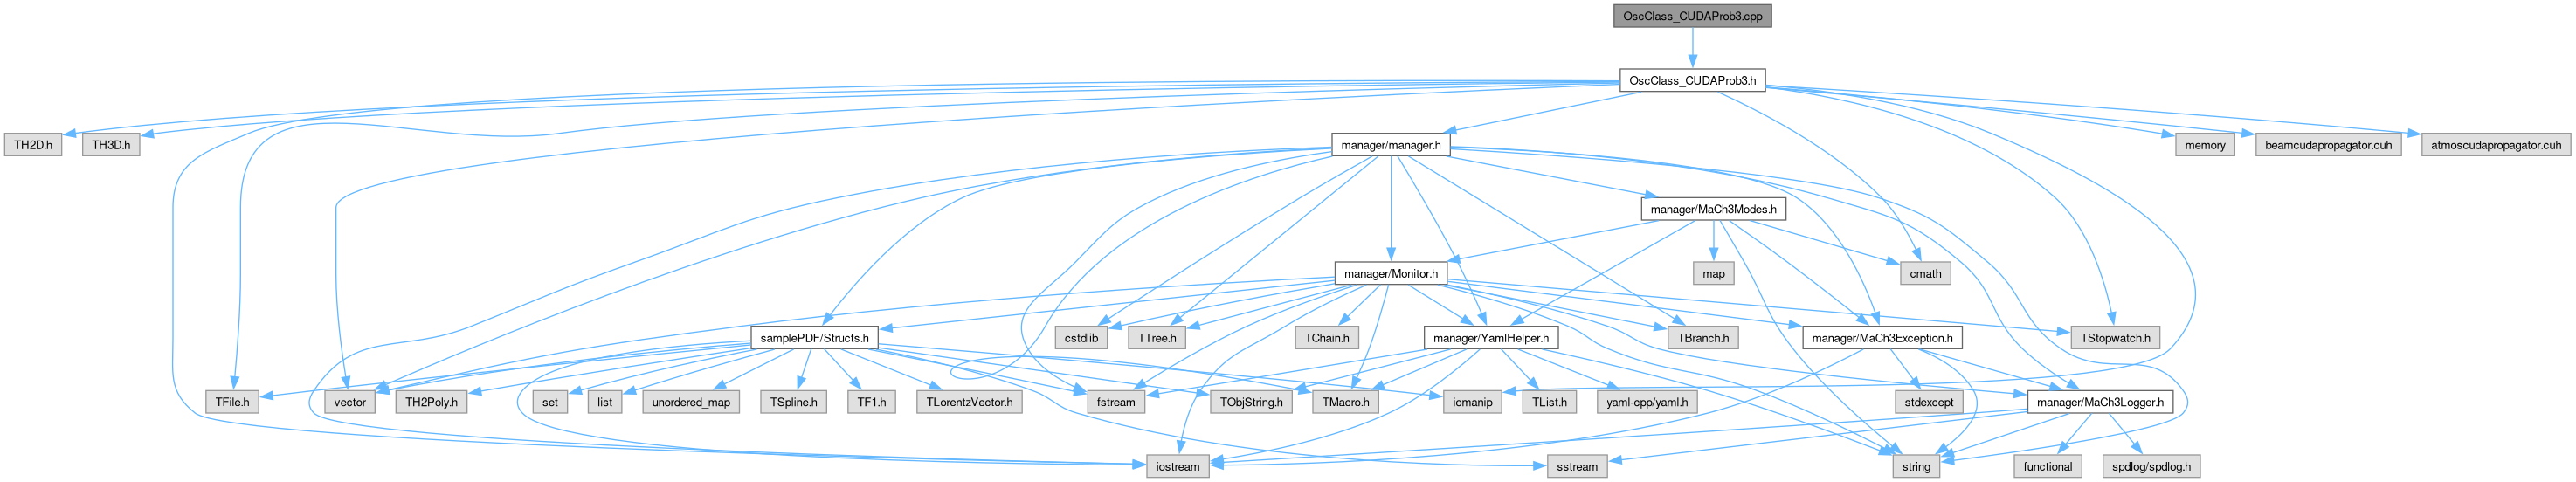 OscClass_CUDAProb3.cpp
OscClass_CUDAProb3.h
TH2D.h
TH3D.h
manager/manager.h
memory
beamcudapropagator.cuh
atmoscudapropagator.cuh
manager/MaCh3Modes.h
manager/Monitor.h
map
cmath
samplePDF/Structs.h
cstdlib
TTree.h
TChain.h
manager/YamlHelper.h
TBranch.h
manager/MaCh3Exception.h
TStopwatch.h
TFile.h
vector
TH2Poly.h
set
list
unordered_map
TSpline.h
TF1.h
TLorentzVector.h
fstream
TObjString.h
TMacro.h
iomanip
TList.h
yaml-cpp/yaml.h
stdexcept
manager/MaCh3Logger.h
iostream
sstream
string
functional
spdlog/spdlog.h